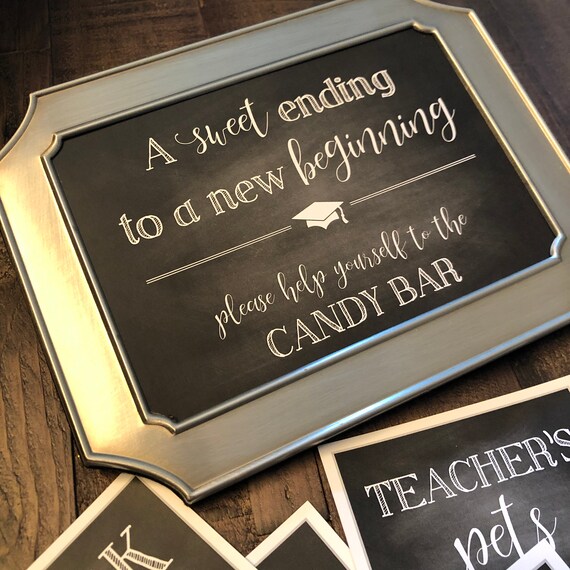 A sweet ending
to a new beginning
please help yourself to the
CANDY BAR
TEACHER'S
pets
K